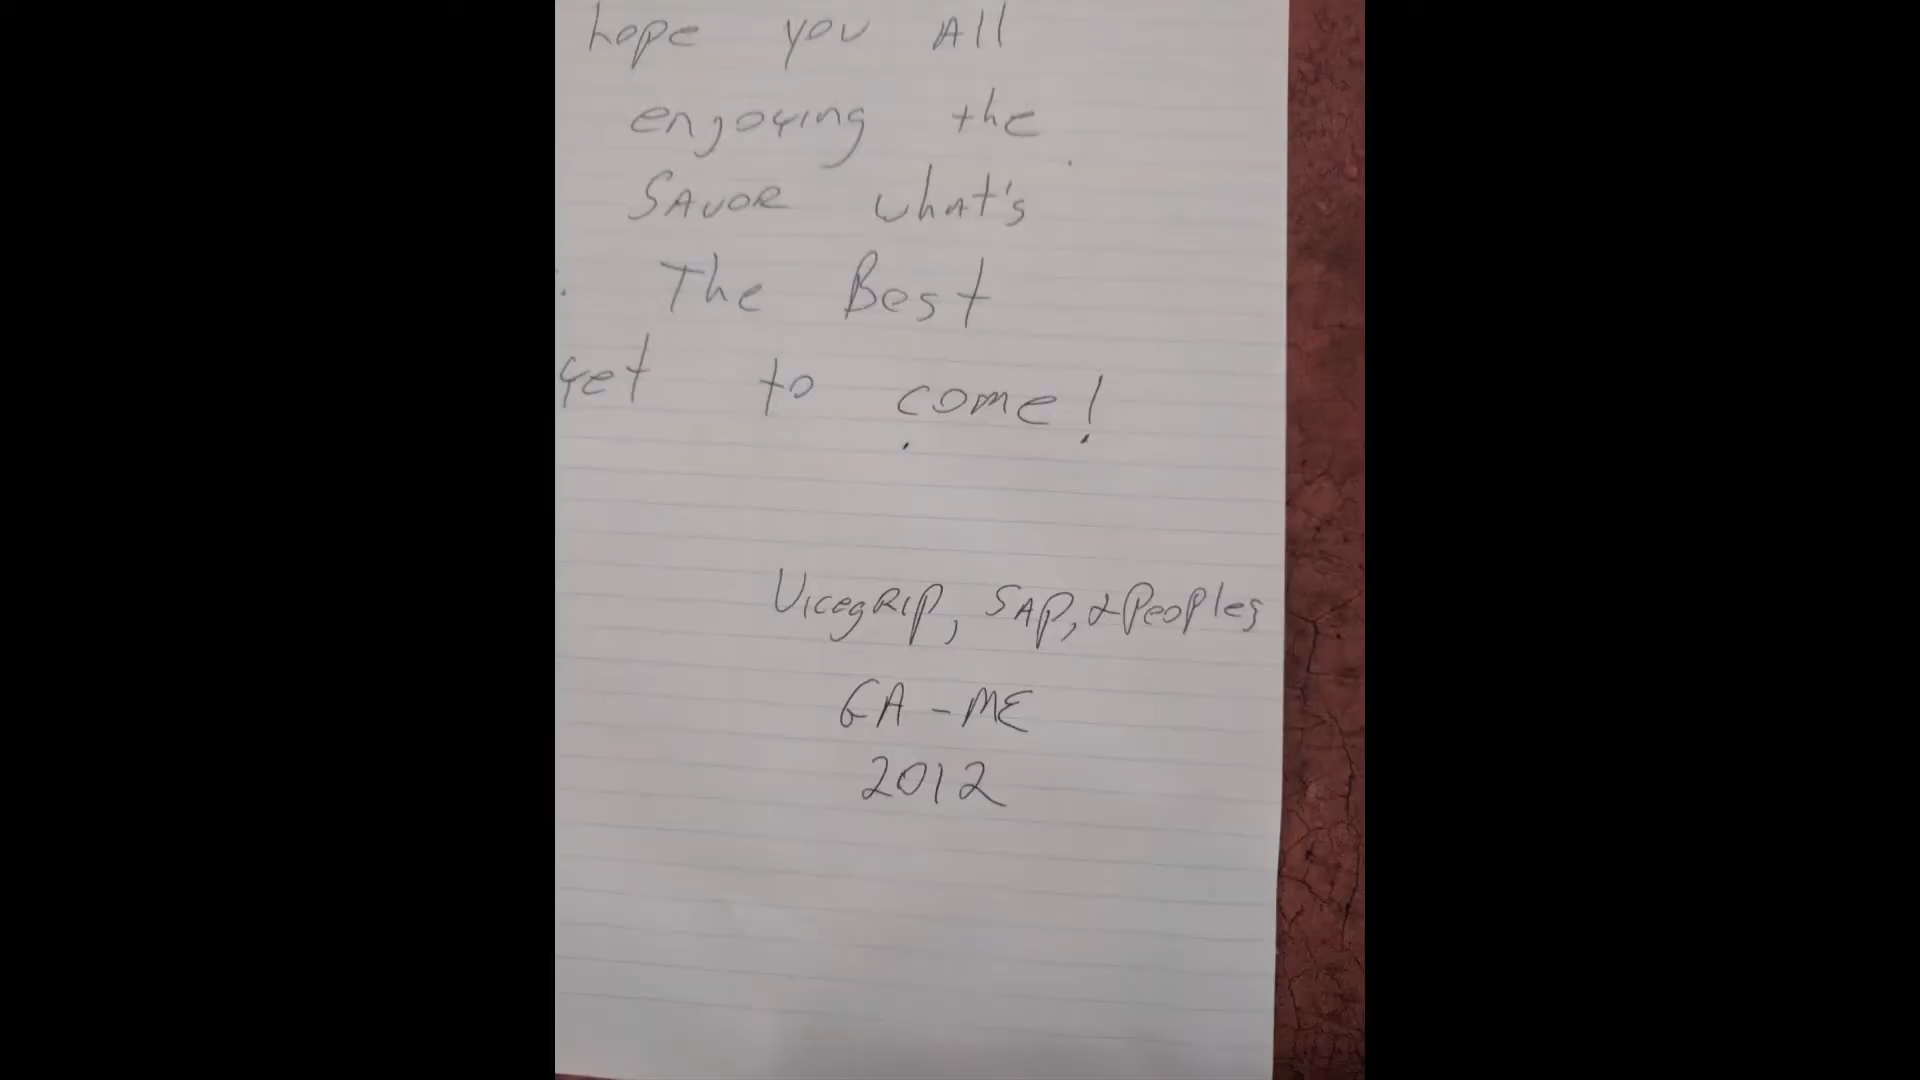 hope you All
enjoying the
SAVOR what's
The Best
yet to come!
VicegRip, SAP, & Peoples
GA - ME
2012